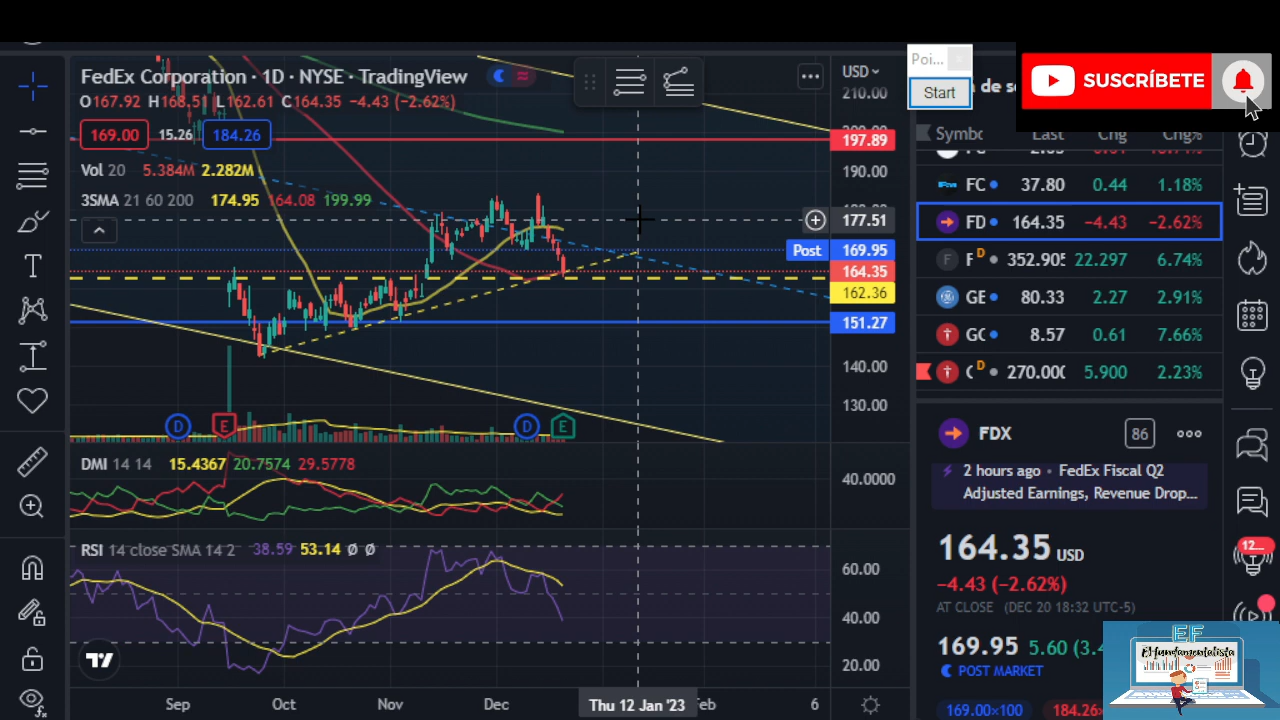 FedEx Corporation · 1D · NYSE · TradingView
O167.92 H168.51 L162.61 C164.35 −4.43 (−2.62%)
169.00 15.26 184.26
Vol 20 5.384M 2.282M
3SMA 21 60 200 174.95 164.08 199.99
USD
210.00
197.89
190.00
177.51
Post 169.95
164.35
162.36
151.27
140.00
130.00
D E D E
DMI 14 14 15.4367 20.7574 29.5778
40.0000
RSI 14 close SMA 14 2 38.59 53.14 Ø Ø
60.00
40.00
20.00
Sep Oct Nov Dec Thu 12 Jan '23 Feb 6
Poi...
Start
SUSCRÍBETE
Last Chg Chg%
FC 37.80 0.44 1.18%
FD 164.35 −4.43 −2.62%
F D 352.905 22.297 6.74%
GE 80.33 2.27 2.91%
GC 8.57 0.61 7.66%
D 270.000 5.900 2.23%
FDX
86
2 hours ago • FedEx Fiscal Q2
Adjusted Earnings, Revenue Drop...
164.35 USD
−4.43 (−2.62%)
AT CLOSE (DEC 20 18:32 UTC-5)
169.95 5.60
POST MARKET
169.00×100 184.26×
12...
EF
El fundamentalista